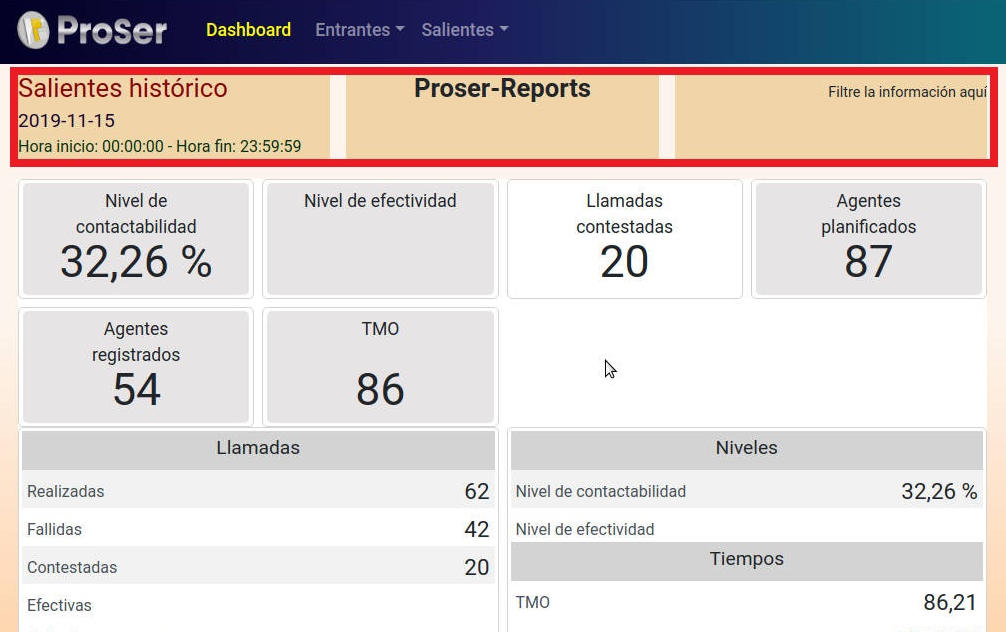 ProSer Dashboard Entrantes Salientes
Salientes histórico
Proser-Reports
Filtre la información aquí
2019-11-15
Hora inicio: 00:00:00 - Hora fin: 23:59:59
Nivel de
contactabilidad
32,26 %
Nivel de efectividad
Llamadas
contestadas
20
Agentes
planificados
87
Agentes
registrados
54
TMO
86
Llamadas
Realizadas 62
Fallidas 42
Contestadas 20
Efectivas
Niveles
Nivel de contactabilidad 32,26 %
Nivel de efectividad
Tiempos
TMO 86,21